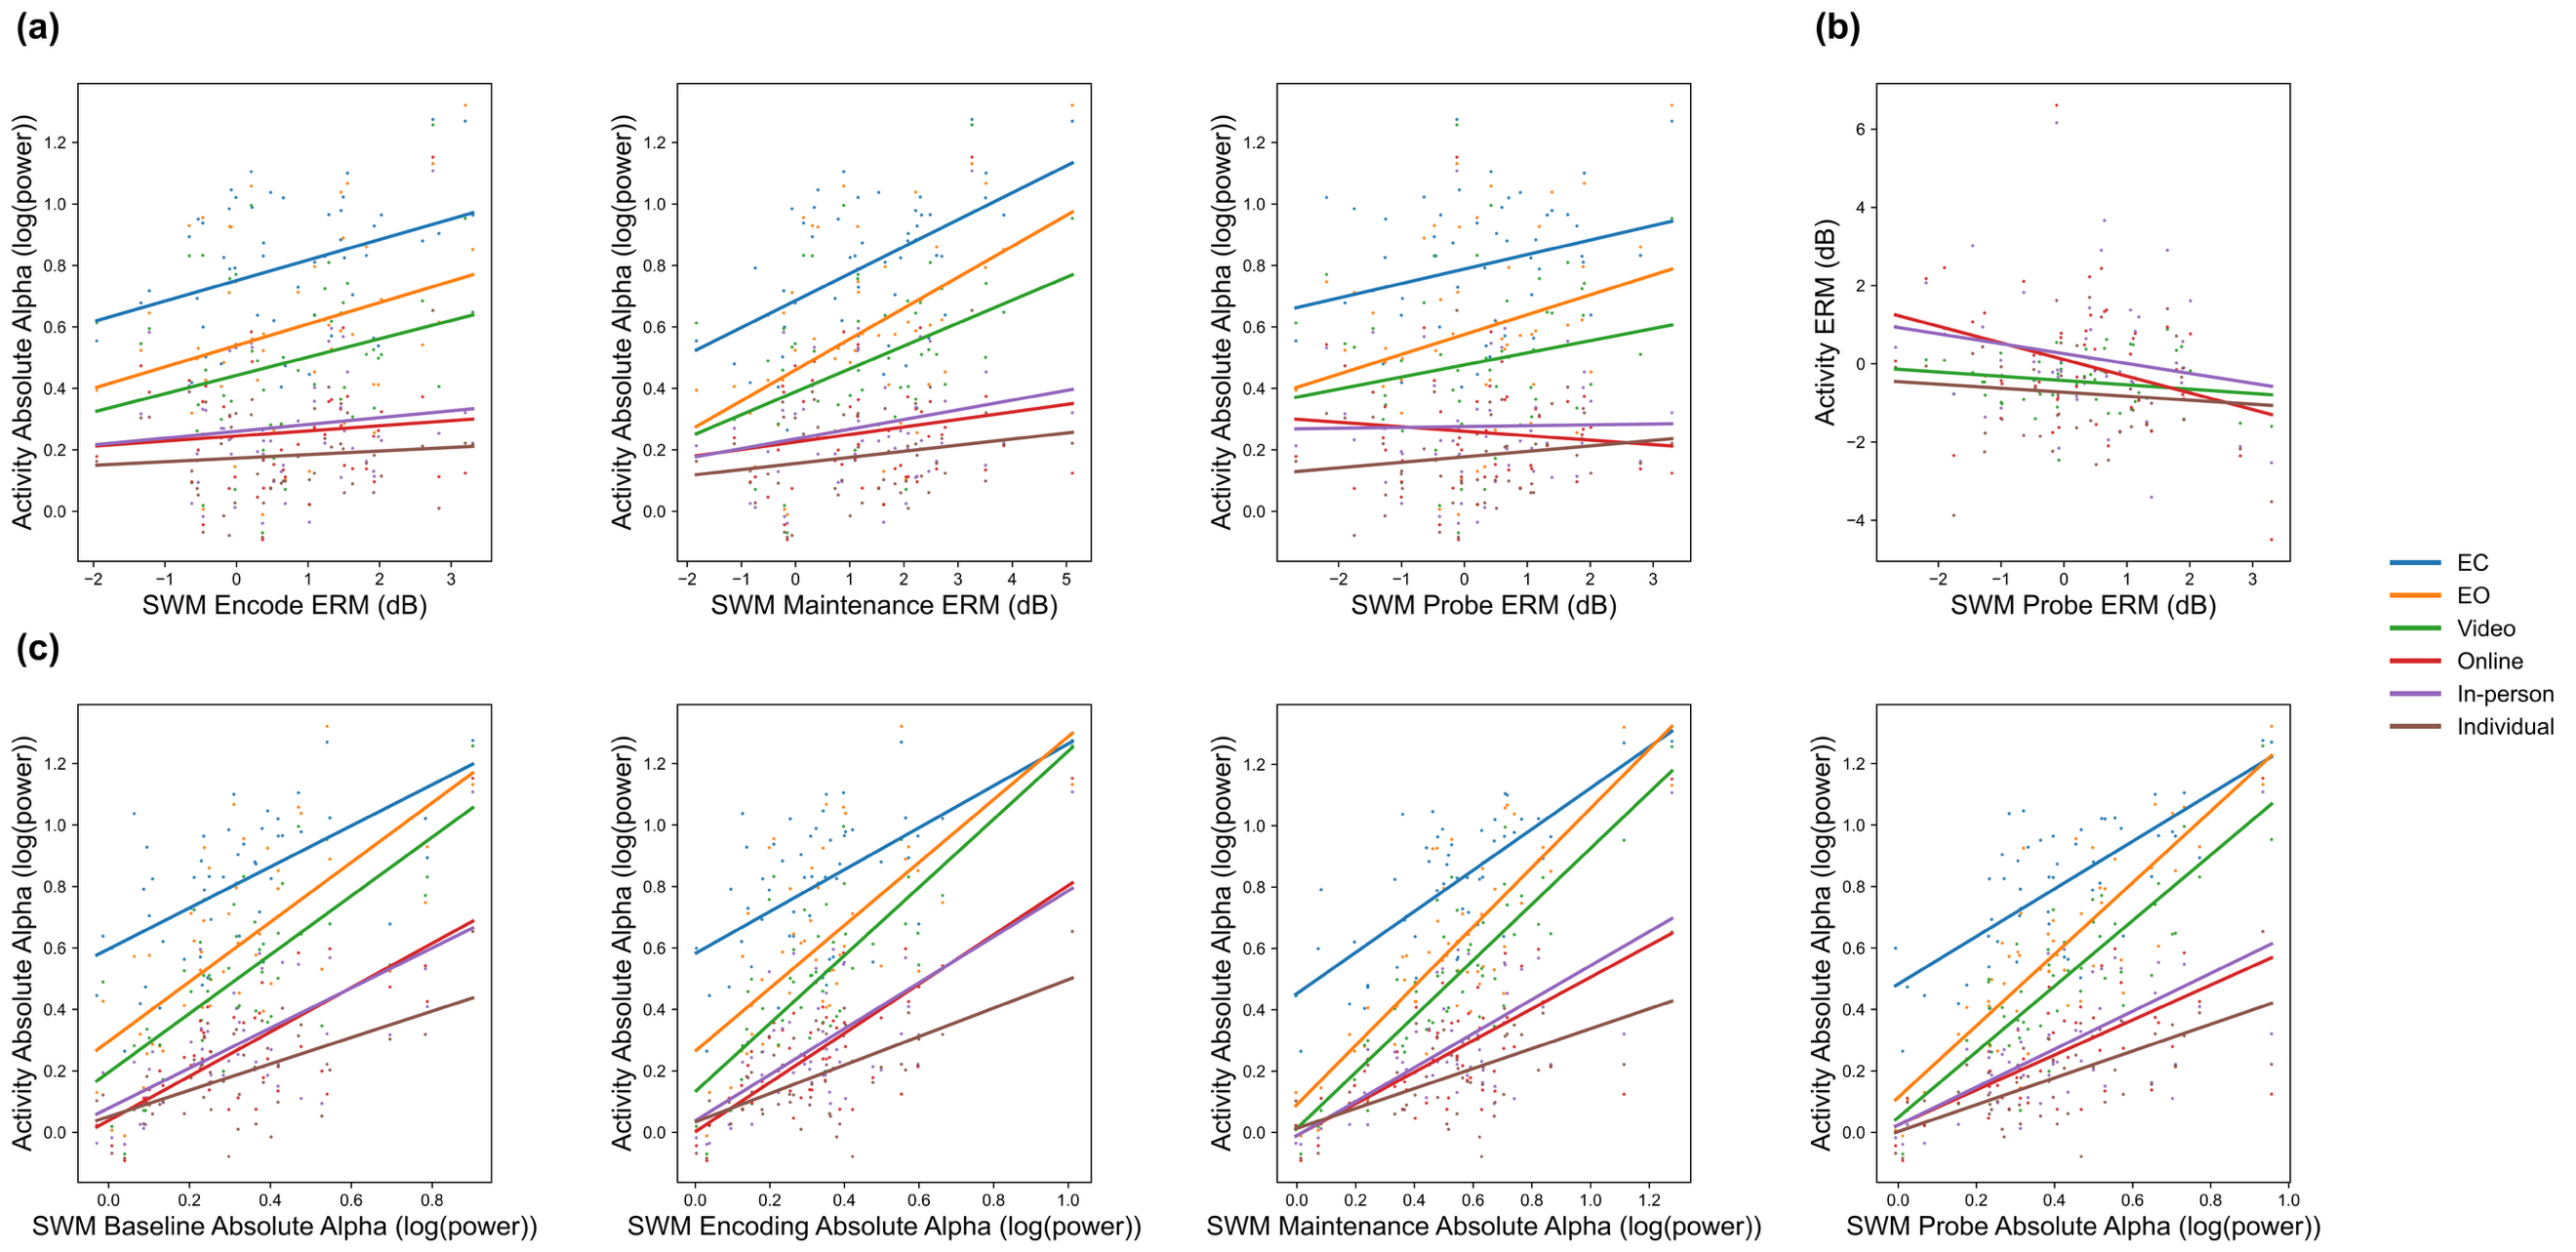 (a)
(b)
Activity Absolute Alpha (log(power))
1.2
1.0
0.8
0.6
0.4
0.2
0.0
−2 −1 0 1 2 3
SWM Encode ERM (dB)
Activity Absolute Alpha (log(power))
1.2
1.0
0.8
0.6
0.4
0.2
0.0
−2 −1 0 1 2 3 4 5
SWM Maintenance ERM (dB)
Activity Absolute Alpha (log(power))
1.2
1.0
0.8
0.6
0.4
0.2
0.0
−2 −1 0 1 2 3
SWM Probe ERM (dB)
Activity ERM (dB)
6
4
2
0
−2
−4
−2 −1 0 1 2 3
SWM Probe ERM (dB)
EC
EO
Video
Online
In-person
Individual
(c)
Activity Absolute Alpha (log(power))
1.2
1.0
0.8
0.6
0.4
0.2
0.0
0.0 0.2 0.4 0.6 0.8
SWM Baseline Absolute Alpha (log(power))
Activity Absolute Alpha (log(power))
1.2
1.0
0.8
0.6
0.4
0.2
0.0
0.0 0.2 0.4 0.6 0.8 1.0
SWM Encoding Absolute Alpha (log(power))
Activity Absolute Alpha (log(power))
1.2
1.0
0.8
0.6
0.4
0.2
0.0
0.0 0.2 0.4 0.6 0.8 1.0 1.2
SWM Maintenance Absolute Alpha (log(power))
Activity Absolute Alpha (log(power))
1.2
1.0
0.8
0.6
0.4
0.2
0.0
0.0 0.2 0.4 0.6 0.8 1.0
SWM Probe Absolute Alpha (log(power))